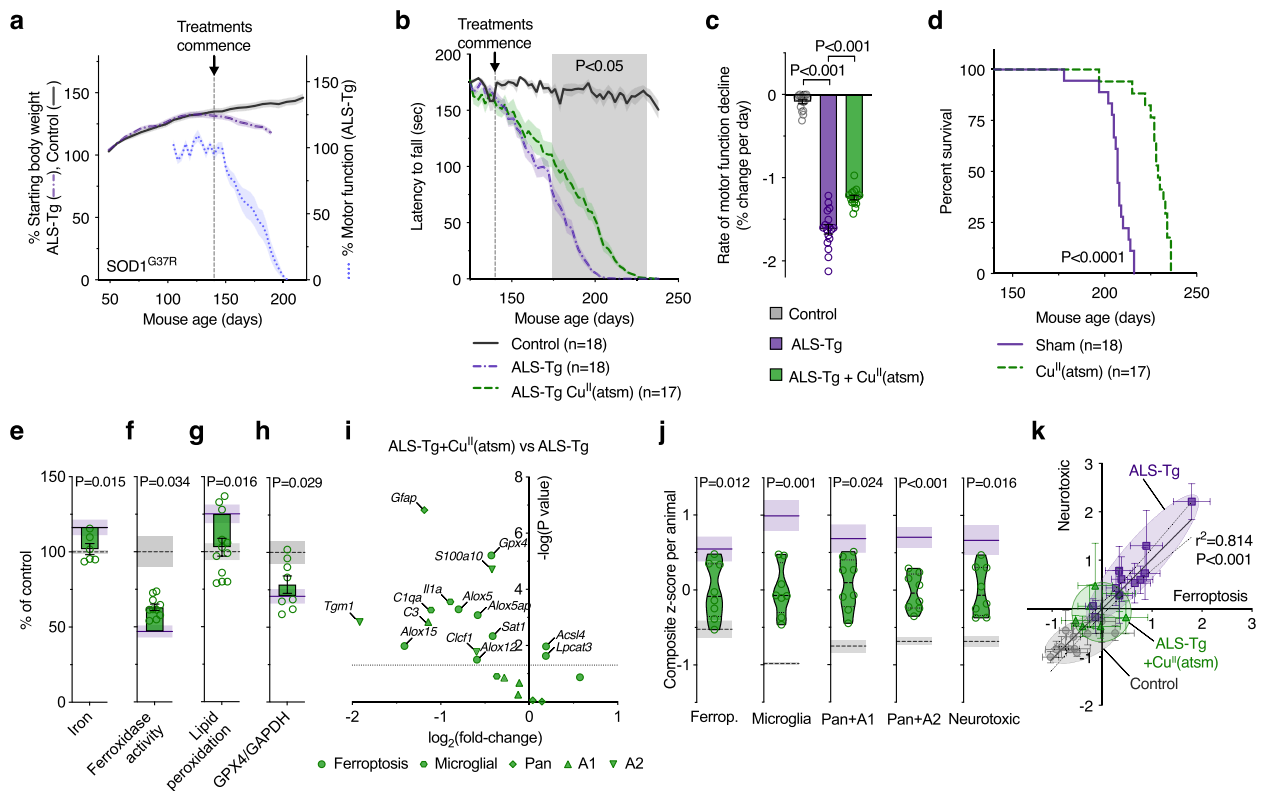 a
Treatments
commence
% Starting body weight
ALS-Tg (–·–), Control (—)
150
100
50
0
SOD1G37R
50
100
150
200
Mouse age (days)
150
100
50
0
% Motor function (ALS-Tg)
b
Treatments
commence
Latency to fall (sec)
200
150
100
50
0
P<0.05
150
200
250
Mouse age (days)
Control (n=18)
ALS-Tg (n=18)
ALS-Tg CuII(atsm) (n=17)
c
P<0.001
P<0.001
Rate of motor function decline
(% change per day)
0
-1
-2
Control
ALS-Tg
ALS-Tg + CuII(atsm)
d
Percent survival
100
75
50
25
0
P<0.0001
150
200
250
Mouse age (days)
Sham (n=18)
CuII(atsm) (n=17)
e
% of control
150
100
50
0
P=0.015
Iron
f
P=0.034
Ferroxidase
activity
g
P=0.016
Lipid
peroxidation
h
P=0.029
GPX4/GAPDH
i
ALS-Tg+CuII(atsm) vs ALS-Tg
8
6
4
2
-log(P value)
Gfap
Gpx4
S100a10
Il1a
C1qa
Alox5
C3
Alox5ap
Tgm1
Sat1
Alox15
Clcf1
Acsl4
Alox12
Lpcat3
-2
-1
0
1
log2(fold-change)
Ferroptosis
Microglial
Pan
A1
A2
j
Composite z-score per animal
1
0
-1
P=0.012
P=0.001
P=0.024
P<0.001
P=0.016
Ferrop.
Microglia
Pan+A1
Pan+A2
Neurotoxic
k
Neurotoxic
3
2
1
-1
-2
ALS-Tg
r2=0.814
P<0.001
Ferroptosis
-1
1
2
3
ALS-Tg
+CuII(atsm)
Control